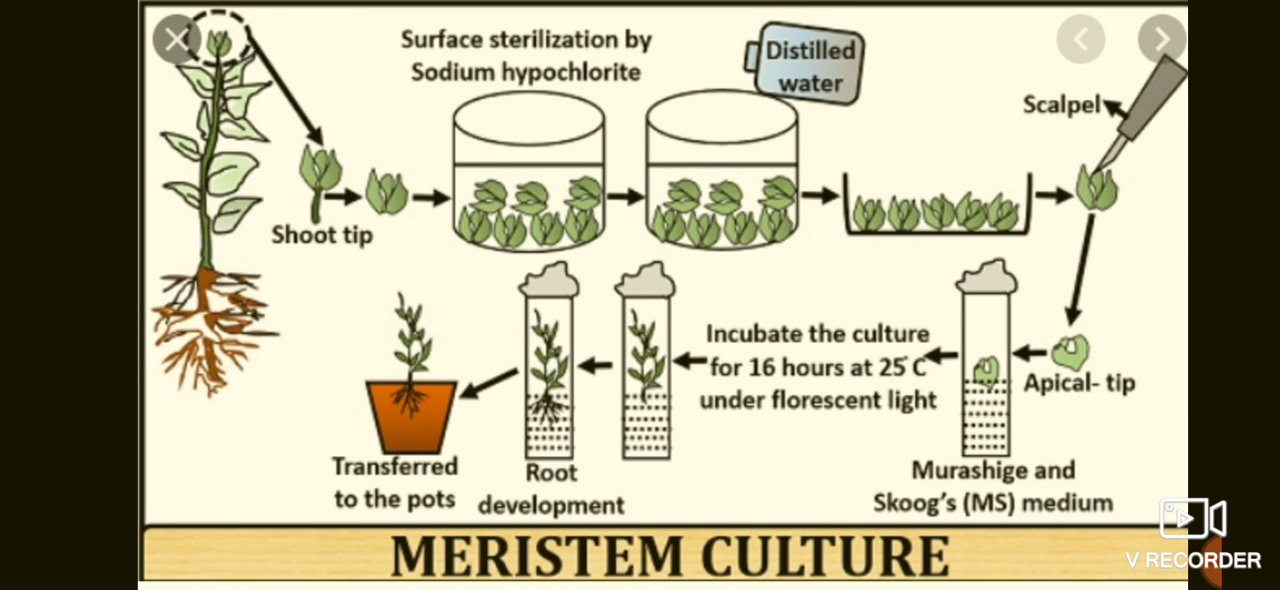 Surface sterilization by
Sodium hypochlorite
Distilled
water
Scalpel
Shoot tip
Apical- tip
Murashige and
Skoog's (MS) medium
Incubate the culture
for 16 hours at 25°C
under florescent light
Root
development
Transferred
to the pots
MERISTEM CULTURE
V RECORDER